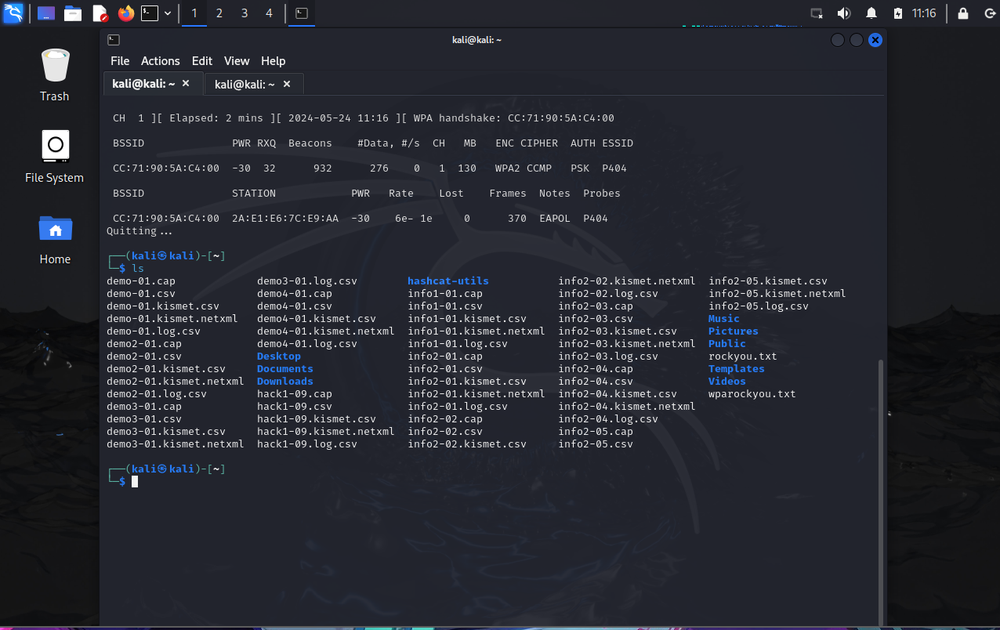 1 2 3 4 11:16
kali@kali: ~
File Actions Edit View Help
kali@kali: ~ × kali@kali: ~ ×
Trash
File System
Home
CH 1 ][ Elapsed: 2 mins ][ 2024-05-24 11:16 ][ WPA handshake: CC:71:90:5A:C4:00
BSSID PWR RXQ Beacons #Data, #/s CH MB ENC CIPHER AUTH ESSID
CC:71:90:5A:C4:00 -30 32 932 276 0 1 130 WPA2 CCMP PSK P404
BSSID STATION PWR Rate Lost Frames Notes Probes
CC:71:90:5A:C4:00 2A:E1:E6:7C:E9:AA -30 6e- 1e 0 370 EAPOL P404
Quitting...
┌──(kali㉿kali)-[~]
└─$ ls
demo-01.cap demo3-01.log.csv hashcat-utils info2-02.kismet.netxml info2-05.kismet.csv
demo-01.csv demo4-01.cap info1-01.cap info2-02.log.csv info2-05.kismet.netxml
demo-01.kismet.csv demo4-01.csv info1-01.csv info2-03.cap info2-05.log.csv
demo-01.kismet.netxml demo4-01.kismet.csv info1-01.kismet.csv info2-03.csv Music
demo-01.log.csv demo4-01.kismet.netxml info1-01.kismet.netxml info2-03.kismet.csv Pictures
demo2-01.cap demo4-01.log.csv info1-01.log.csv info2-03.kismet.netxml Public
demo2-01.csv Desktop info2-01.cap info2-03.log.csv rockyou.txt
demo2-01.kismet.csv Documents info2-01.csv info2-04.cap Templates
demo2-01.kismet.netxml Downloads info2-01.kismet.csv info2-04.csv Videos
demo2-01.log.csv hack1-09.cap info2-01.kismet.netxml info2-04.kismet.csv wparockyou.txt
demo3-01.cap hack1-09.csv info2-01.log.csv info2-04.kismet.netxml
demo3-01.csv hack1-09.kismet.csv info2-02.cap info2-04.log.csv
demo3-01.kismet.csv hack1-09.kismet.netxml info2-02.csv info2-05.cap
demo3-01.kismet.netxml hack1-09.log.csv info2-02.kismet.csv info2-05.csv
┌──(kali㉿kali)-[~]
└─$